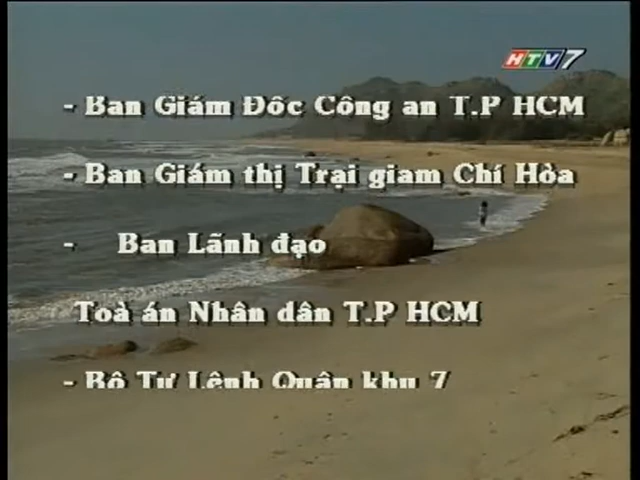 HTV7
- Ban Giám Đốc Công an T.P HCM
- Ban Giám thị Trại giam Chí Hòa
- Ban Lãnh đạo
Toà án Nhân dân T.P HCM
- Bộ Tư Lệnh Quân khu 7